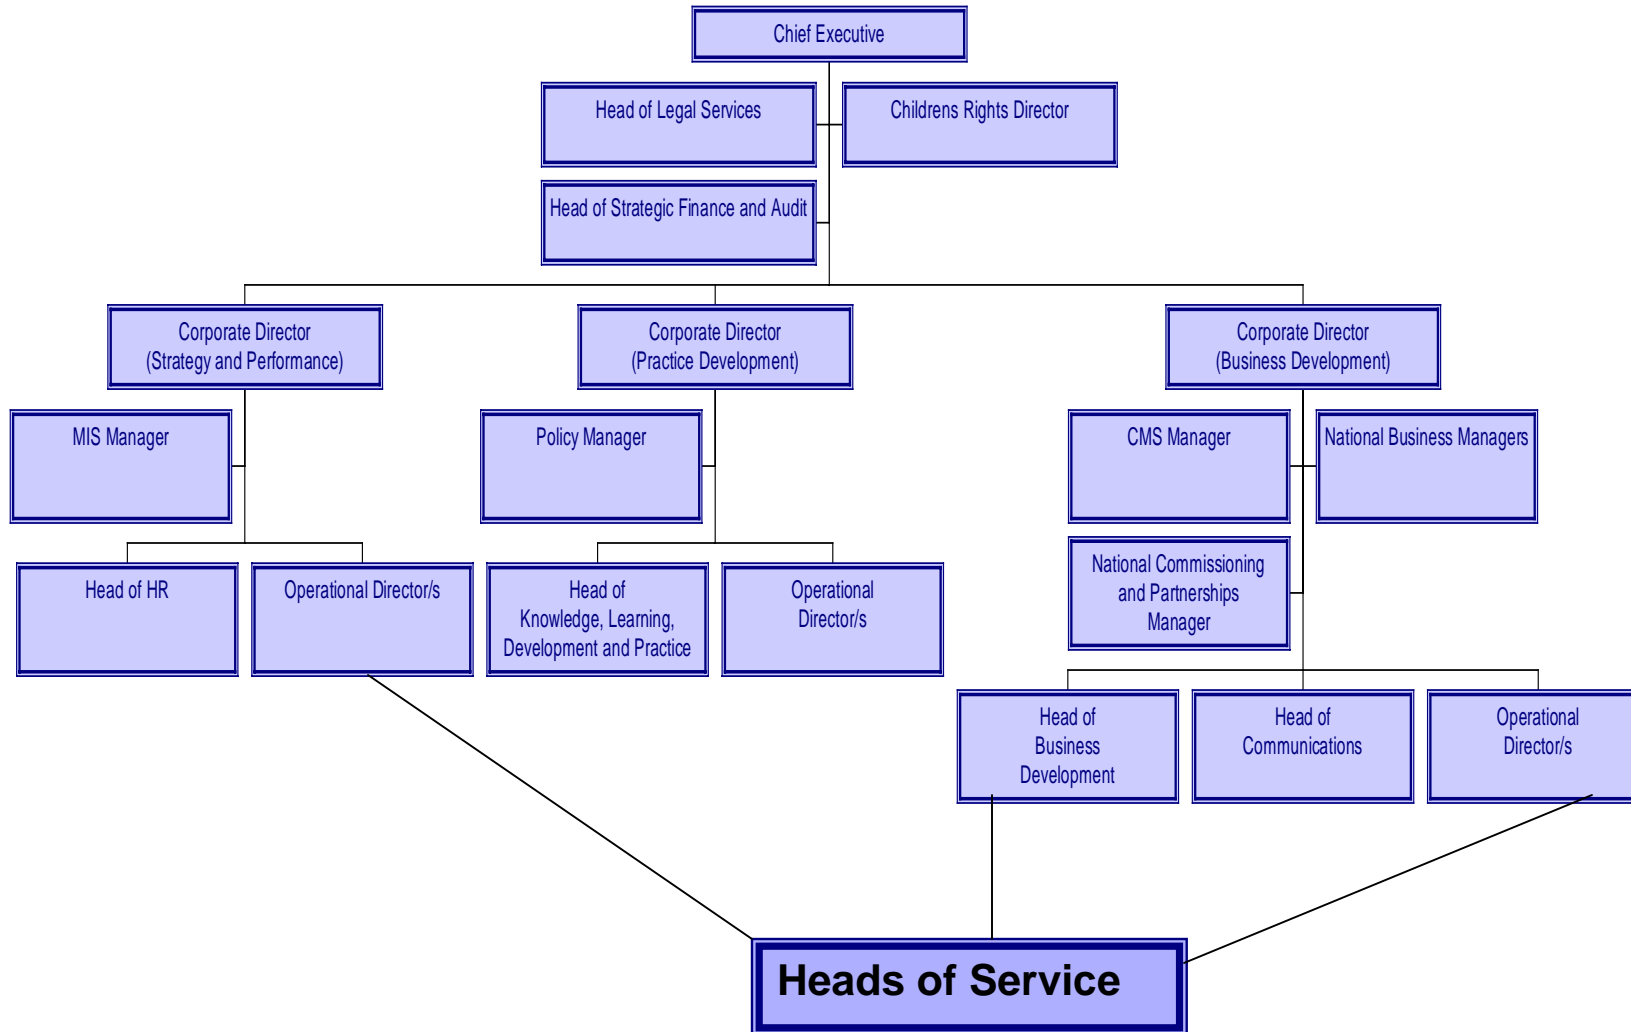 Chief Executive
Head of Legal Services
Childrens Rights Director
Head of Strategic Finance and Audit
Corporate Director
(Strategy and Performance)
Corporate Director
(Practice Development)
Corporate Director
(Business Development)
MIS Manager
Policy Manager
CMS Manager
National Business Managers
Head of HR
Operational Director/s
Head of
Knowledge, Learning,
Development and Practice
Operational
Director/s
National Commissioning
and Partnerships
Manager
Head of
Business
Development
Head of
Communications
Operational
Director/s
Heads of Service